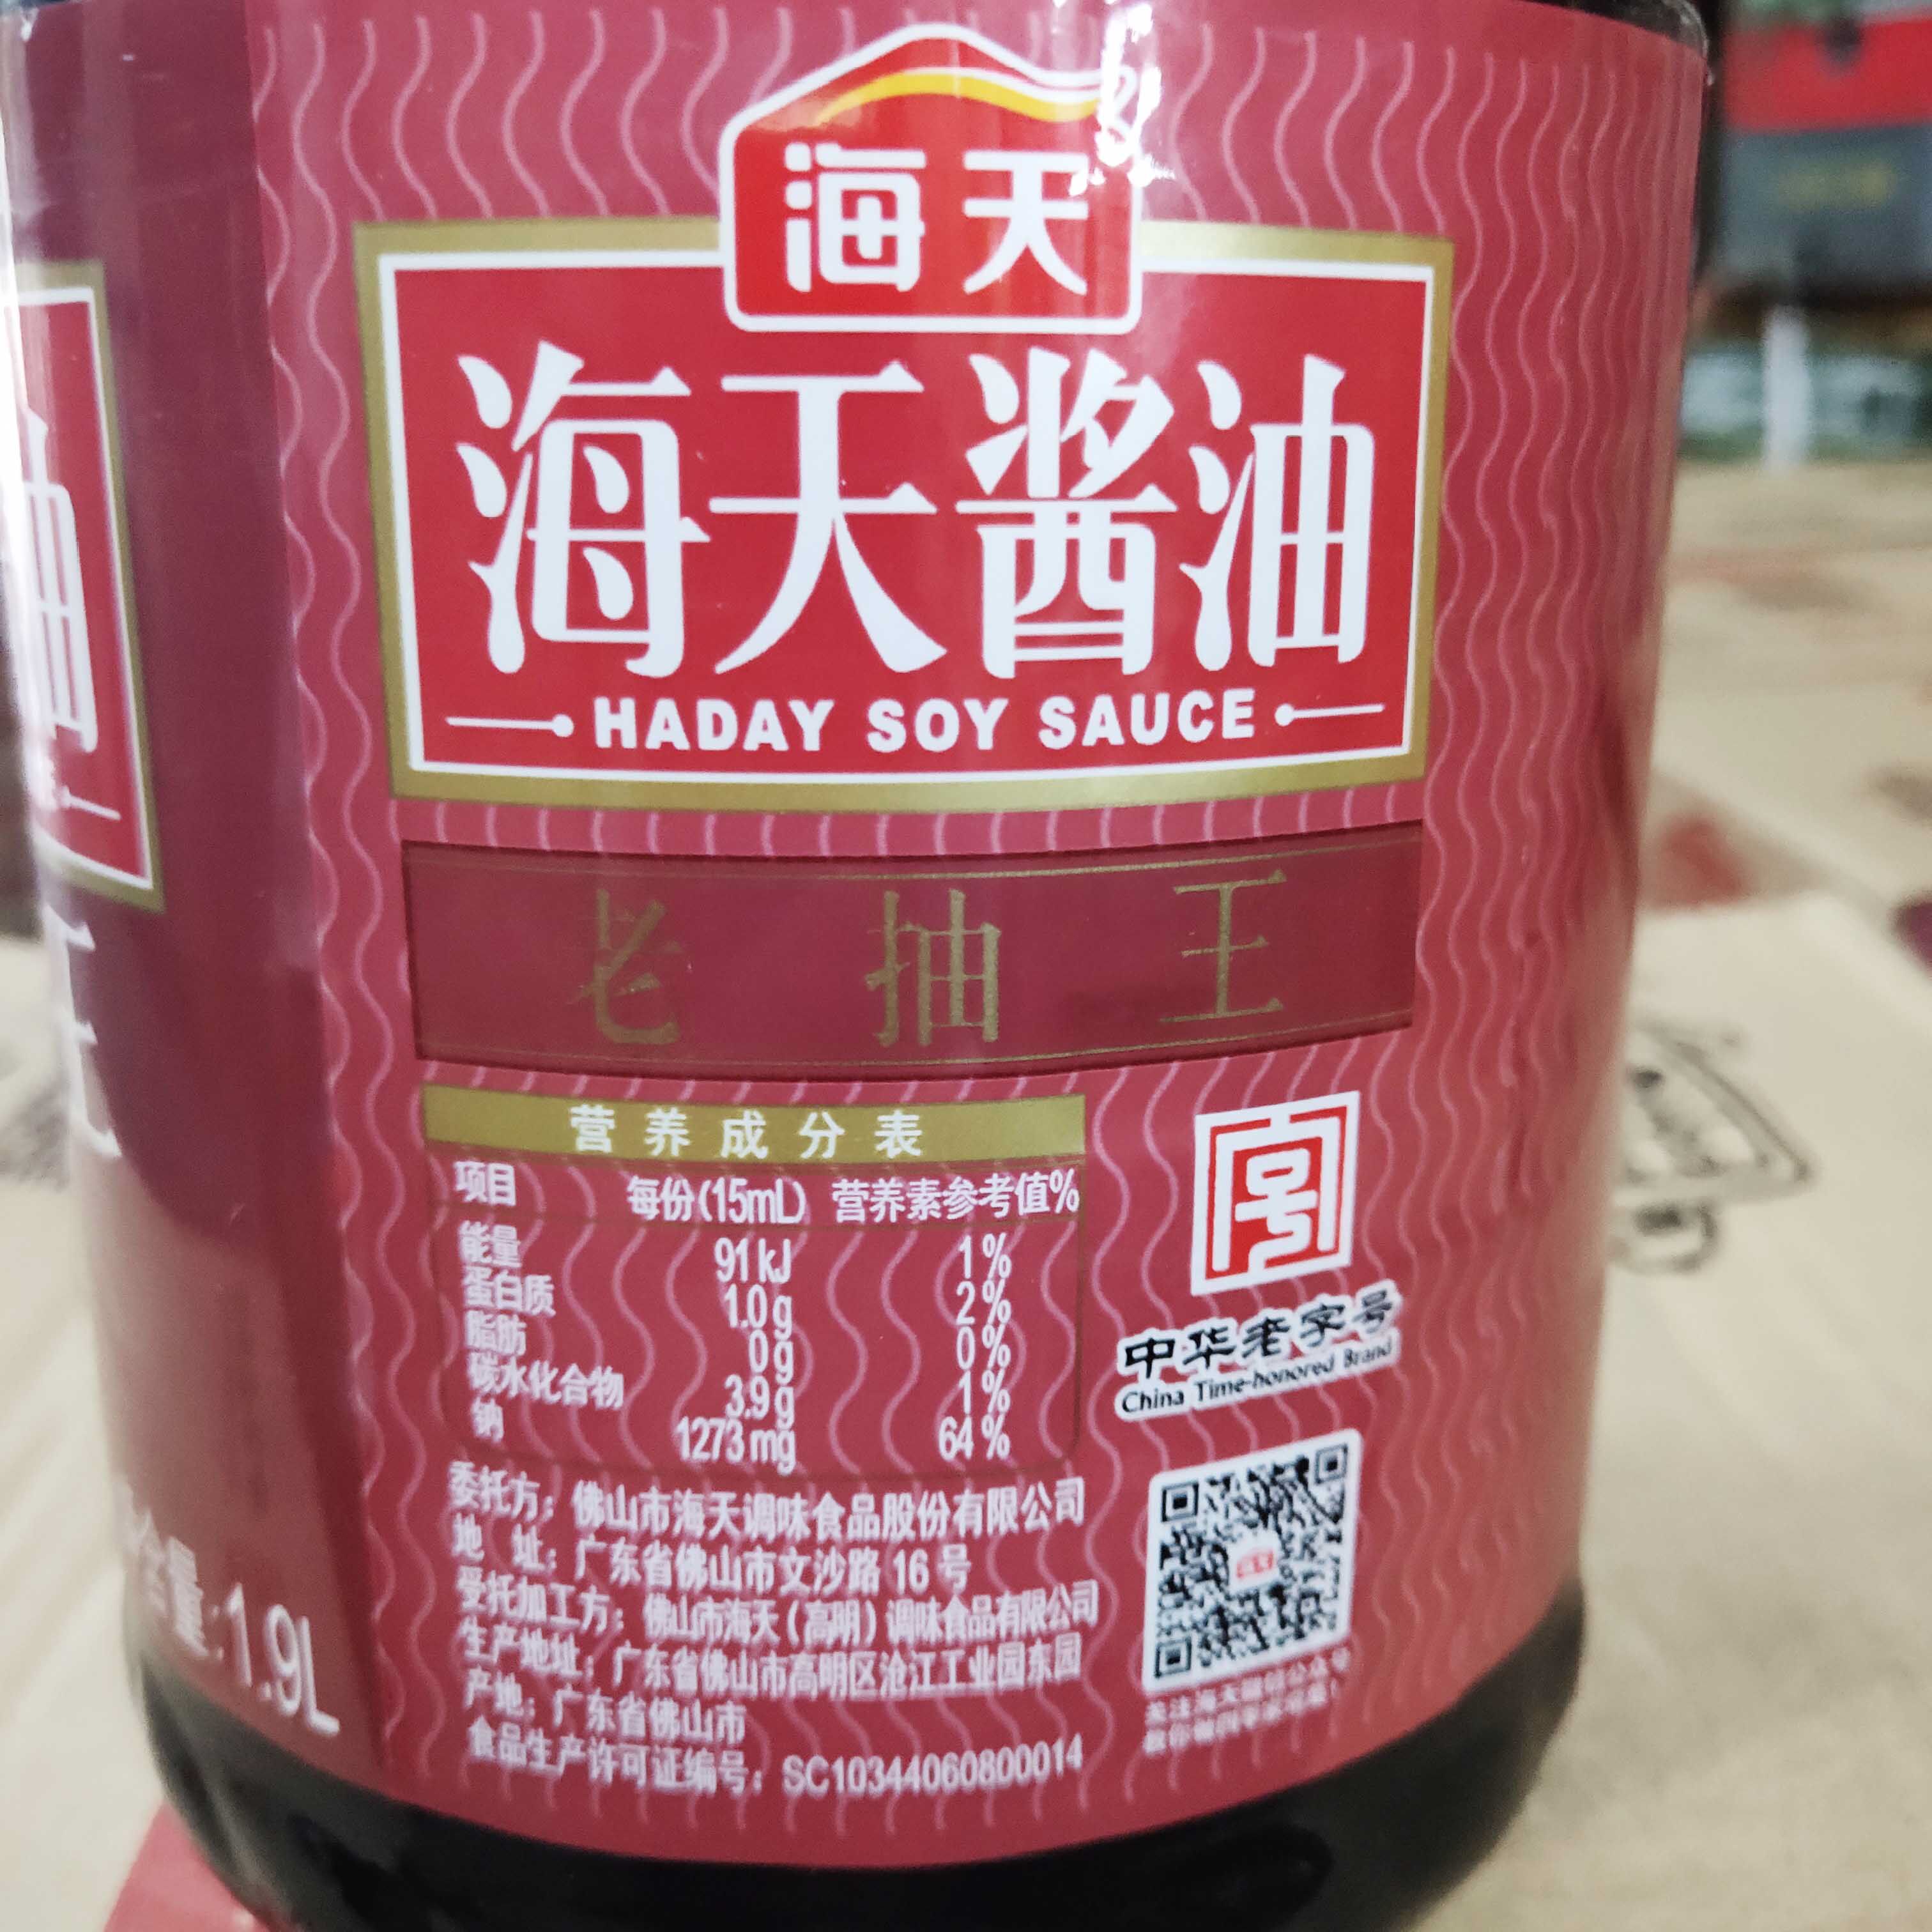 海天
海天酱油
HADAY SOY SAUCE
老抽王
营养成分表
项目 每份(15mL) 营养素参考值%
能量 91kJ 1%
蛋白质 1.0g 2%
脂肪 0g 0%
碳水化合物 3.9g 1%
钠 1273mg 64%
中华老字号
China Time-honored Brand
委托方：佛山市海天调味食品股份有限公司
地 址：广东省佛山市文沙路 16 号
受托加工方：佛山市海天（高明）调味食品有限公司
生产地址：广东省佛山市高明区沧江工业园东园
产地：广东省佛山市
食品生产许可证编号：SC10344060800014
油
王
含量:1.9L